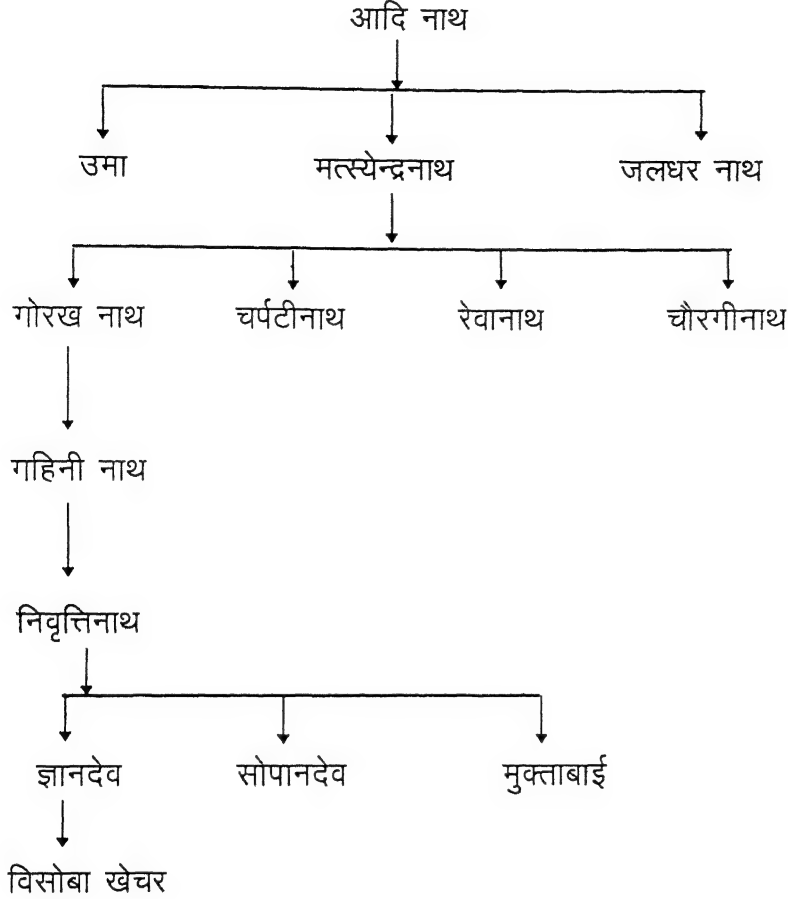 आदि नाथ
उमा मत्स्येन्द्रनाथ जलधर नाथ
गोरख नाथ चर्पटीनाथ रेवानाथ चौरगीनाथ
गहिनी नाथ
निवृत्तिनाथ
ज्ञानदेव सोपानदेव मुक्ताबाई
विसोबा खेचर